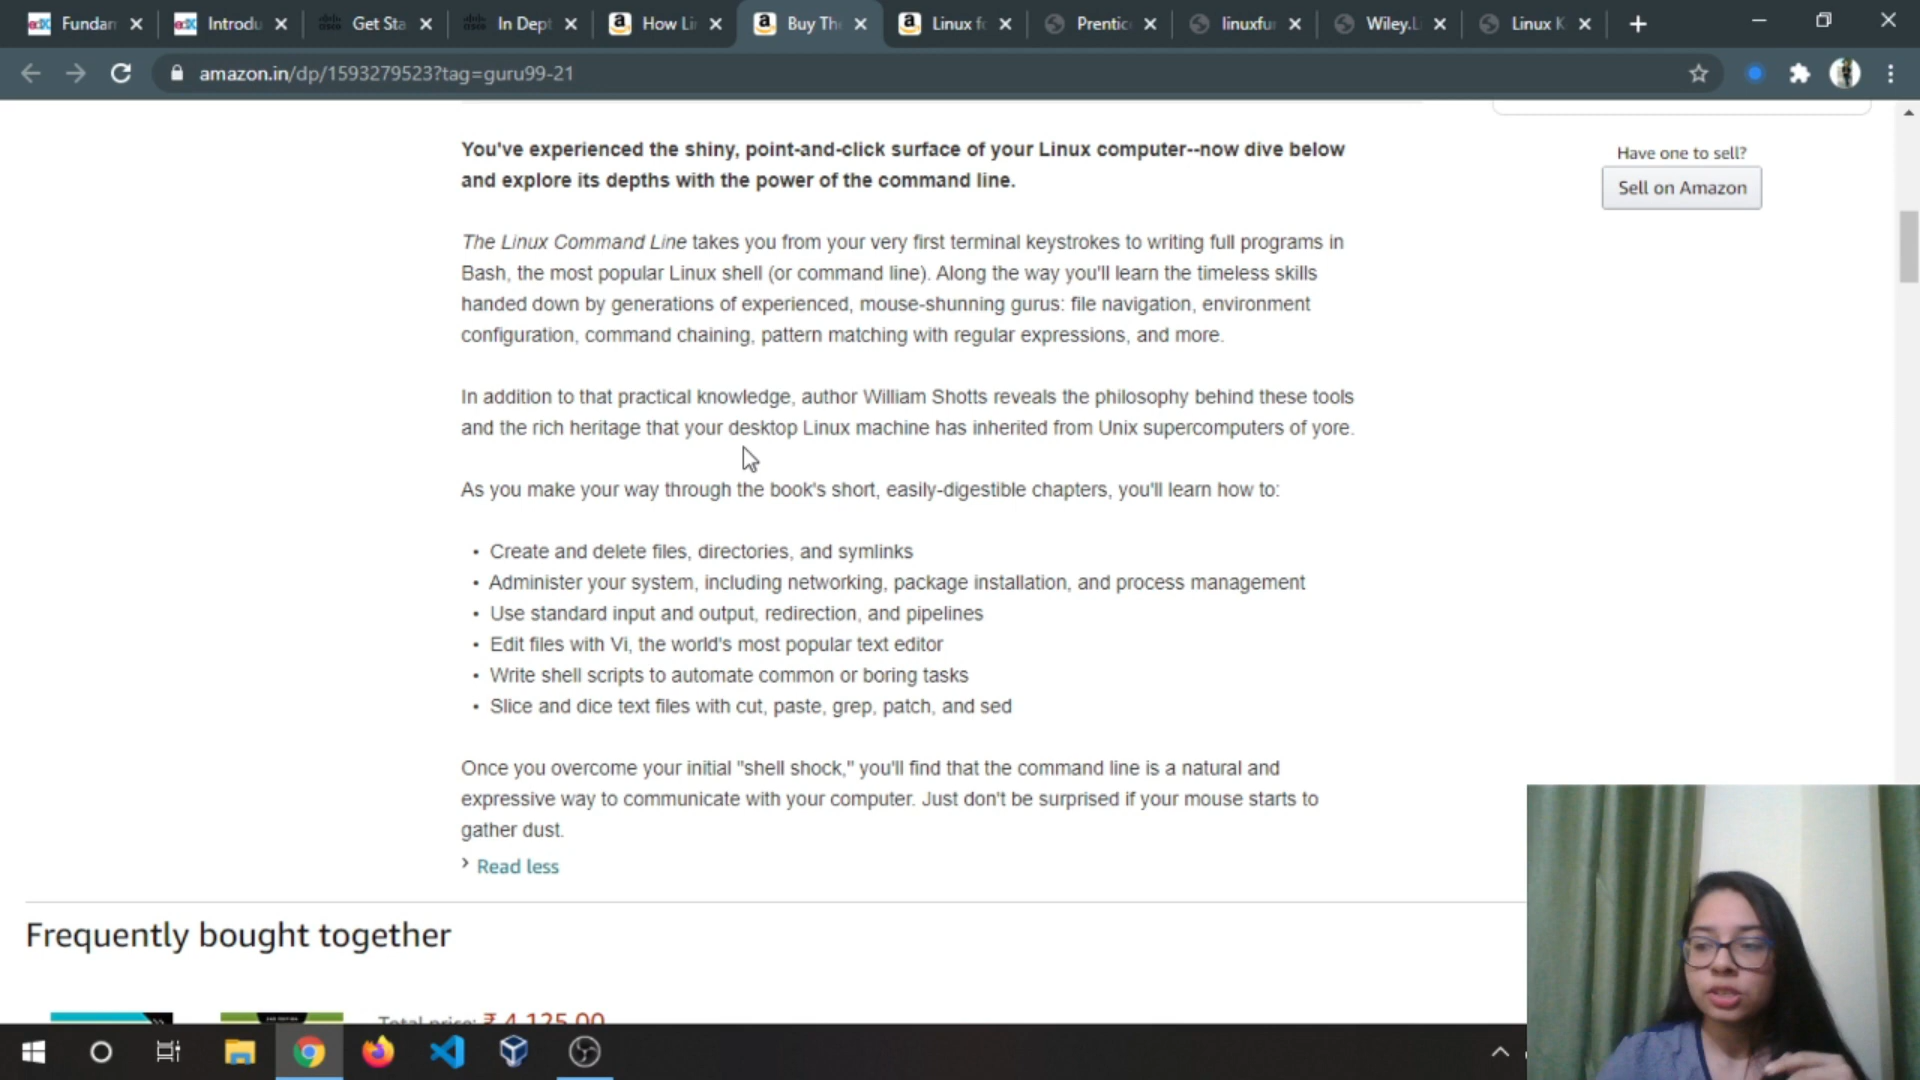 Fundam
Introdu
Get Sta
In Dept
How Lin
Buy The
Linux fo
Prentic
linuxfu
Wiley.L
Linux K
amazon.in/dp/1593279523?tag=guru99-21
You've experienced the shiny, point-and-click surface of your Linux computer--now dive below
and explore its depths with the power of the command line.
Have one to sell?
Sell on Amazon
The Linux Command Line takes you from your very first terminal keystrokes to writing full programs in
Bash, the most popular Linux shell (or command line). Along the way you'll learn the timeless skills
handed down by generations of experienced, mouse-shunning gurus: file navigation, environment
configuration, command chaining, pattern matching with regular expressions, and more.
In addition to that practical knowledge, author William Shotts reveals the philosophy behind these tools
and the rich heritage that your desktop Linux machine has inherited from Unix supercomputers of yore.
As you make your way through the book's short, easily-digestible chapters, you'll learn how to:
• Create and delete files, directories, and symlinks
• Administer your system, including networking, package installation, and process management
• Use standard input and output, redirection, and pipelines
• Edit files with Vi, the world's most popular text editor
• Write shell scripts to automate common or boring tasks
• Slice and dice text files with cut, paste, grep, patch, and sed
Once you overcome your initial "shell shock," you'll find that the command line is a natural and
expressive way to communicate with your computer. Just don't be surprised if your mouse starts to
gather dust.
Read less
Frequently bought together
Total price: ₹ 4,125.00